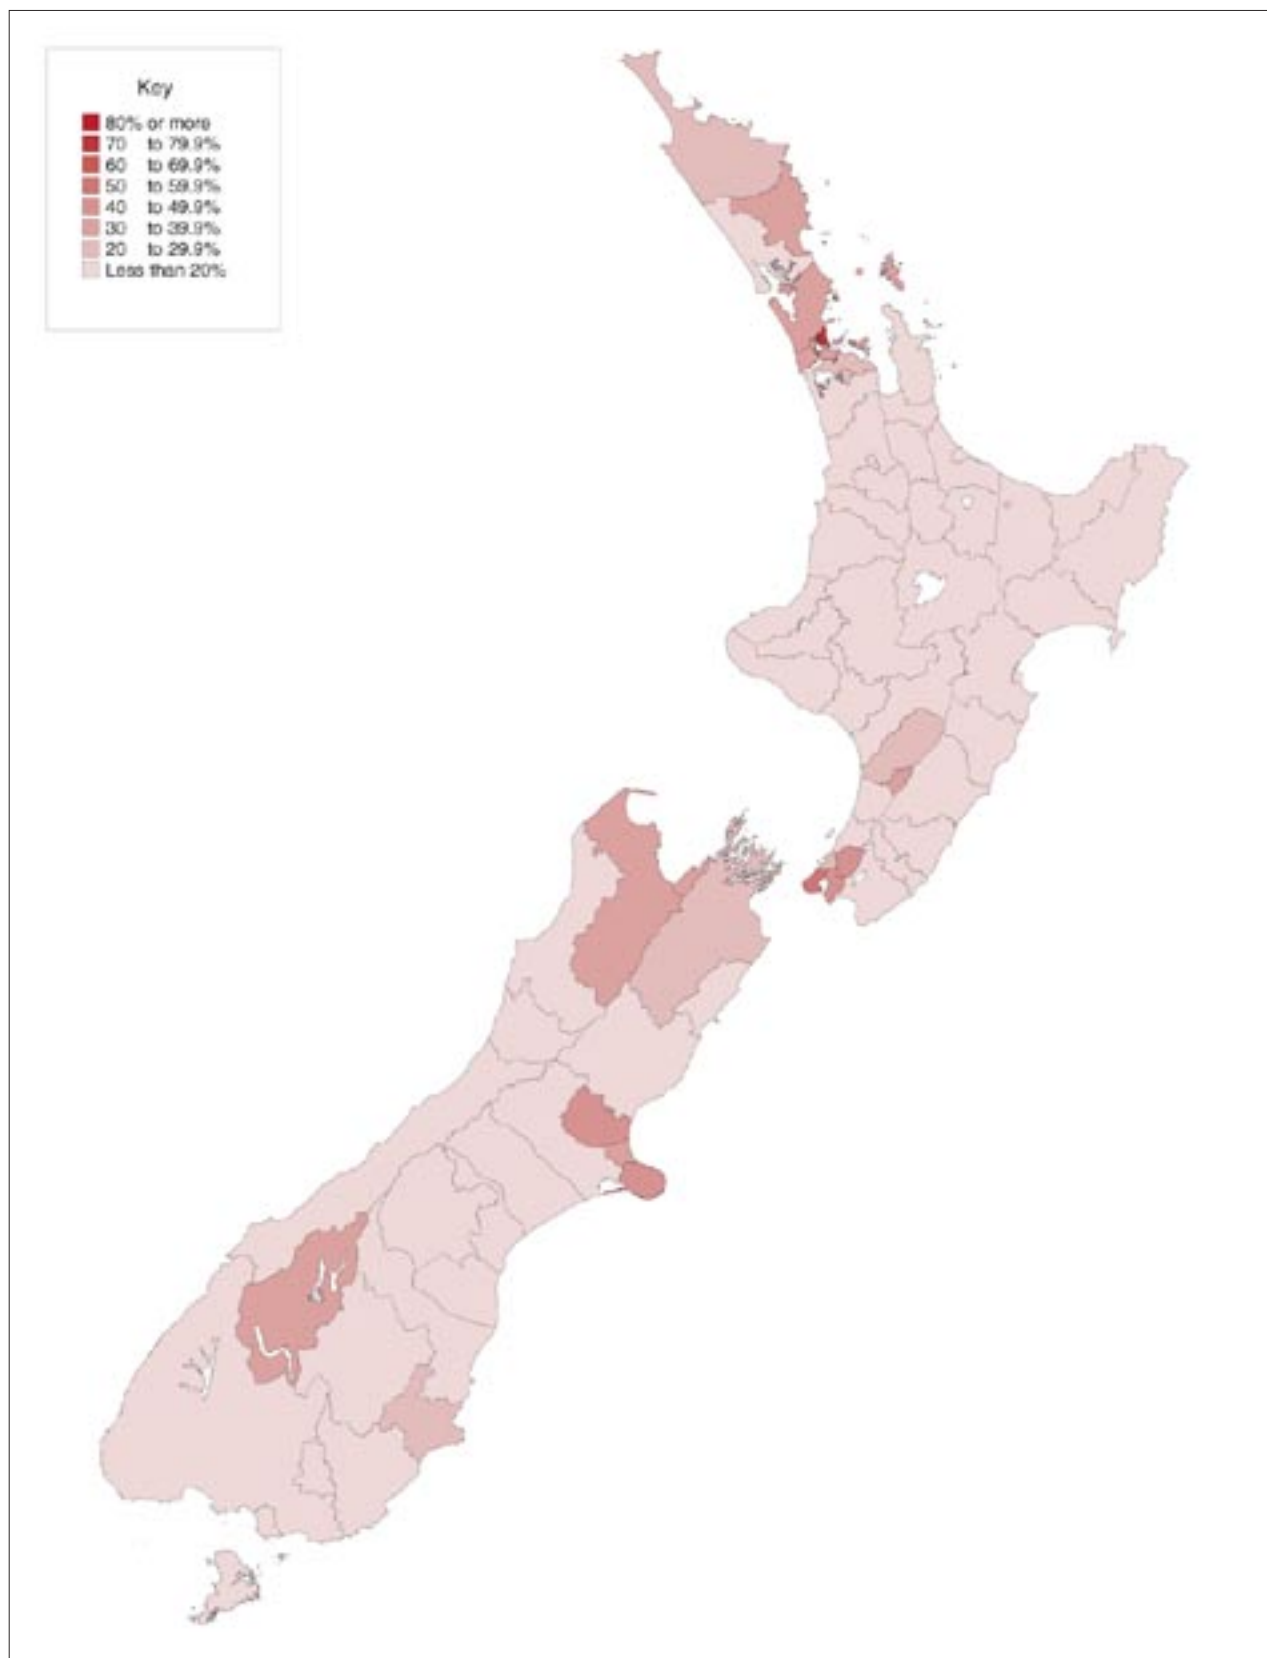 Key
80% or more
70 to 79.9%
60 to 69.9%
50 to 59.9%
40 to 49.9%
30 to 39.9%
20 to 29.9%
Less than 20%